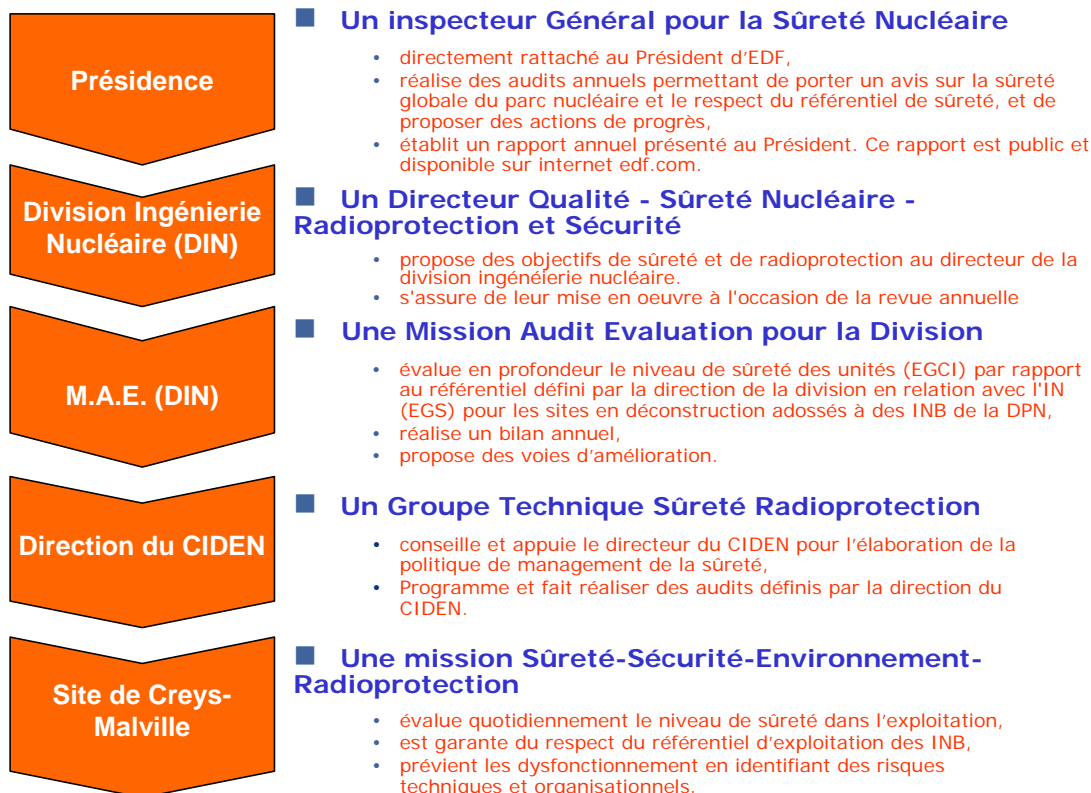 Présidence
■ Un inspecteur Général pour la Sûreté Nucléaire
• directement rattaché au Président d'EDF,
• réalise des audits annuels permettant de porter un avis sur la sûreté
globale du parc nucléaire et le respect du référentiel de sûreté, et de
proposer des actions de progrès,
• établit un rapport annuel présenté au Président. Ce rapport est public et
disponible sur internet edf.com.
Division Ingénierie
Nucléaire (DIN)
■ Un Directeur Qualité - Sûreté Nucléaire -
Radioprotection et Sécurité
• propose des objectifs de sûreté et de radioprotection au directeur de la
division ingénéierie nucléaire.
• s'assure de leur mise en oeuvre à l'occasion de la revue annuelle
M.A.E. (DIN)
■ Une Mission Audit Evaluation pour la Division
• évalue en profondeur le niveau de sûreté des unités (EGCI) par rapport
au référentiel défini par la direction de la division en relation avec l'IN
(EGS) pour les sites en déconstruction adossés à des INB de la DPN,
• réalise un bilan annuel,
• propose des voies d'amélioration.
Direction du CIDEN
■ Un Groupe Technique Sûreté Radioprotection
• conseille et appuie le directeur du CIDEN pour l'élaboration de la
politique de management de la sûreté,
• Programme et fait réaliser des audits définis par la direction du
CIDEN.
Site de Creys-
Malville
■ Une mission Sûreté-Sécurité-Environnement-
Radioprotection
• évalue quotidiennement le niveau de sûreté dans l'exploitation,
• est garante du respect du référentiel d'exploitation des INB,
• prévient les dysfonctionnement en identifiant des risques
techniques et organisationnels.